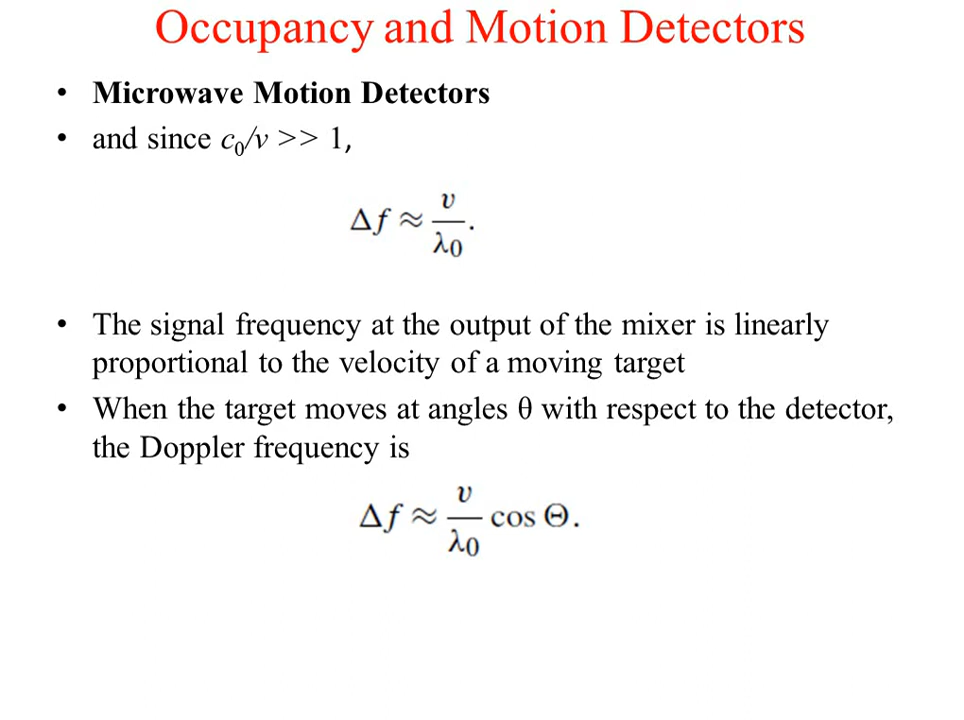 Occupancy and Motion Detectors
• Microwave Motion Detectors
• and since c₀/v >> 1,
Δf ≈ v/λ₀.
• The signal frequency at the output of the mixer is linearly
proportional to the velocity of a moving target
• When the target moves at angles θ with respect to the detector,
the Doppler frequency is
Δf ≈ v/λ₀ cos Θ.